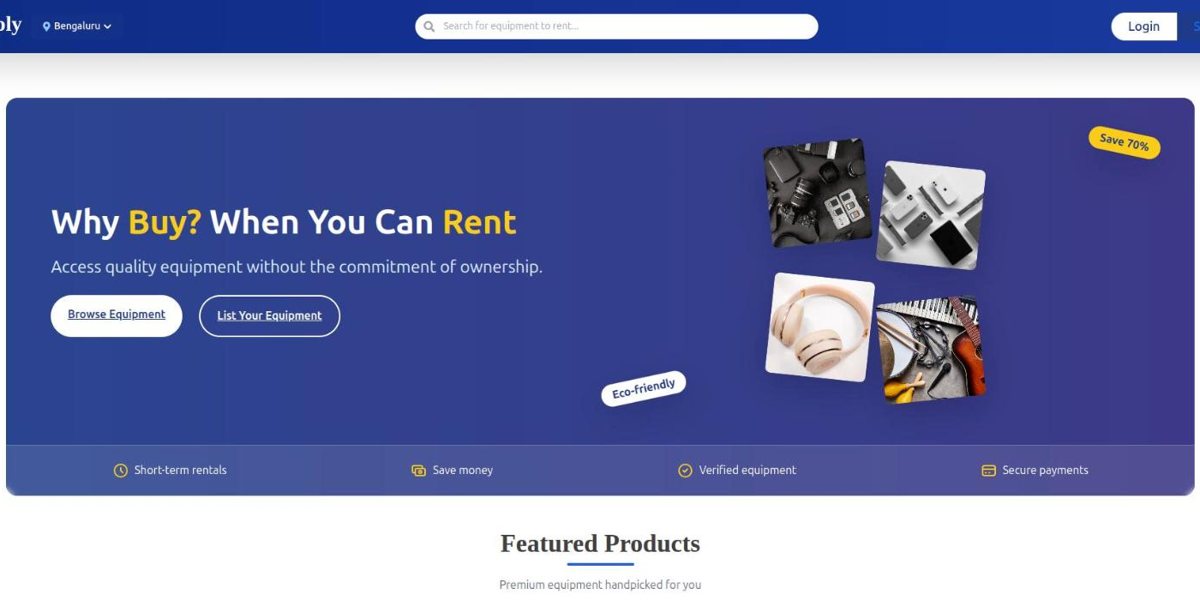 Bengaluru
Search for equipment to rent...
Login
Save 70%
Why Buy? When You Can Rent
Access quality equipment without the commitment of ownership.
Browse Equipment
List Your Equipment
Eco-friendly
Short-term rentals
Save money
Verified equipment
Secure payments
Featured Products
Premium equipment handpicked for you